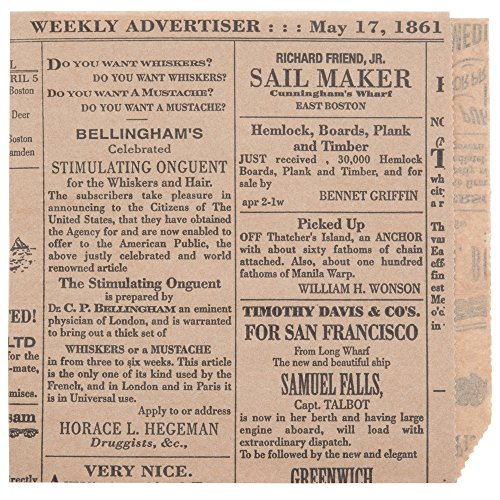 WEEKLY ADVERTISER : : : May 17, 1861
RIL 5
Boston
Deer
Boston
amden
ED!
LTD
for the
-mate,
mises.
sam
rectly
DO YOU WANT WHISKERS?
DO YOU WANT WHISKERS?
DO YOU WANT A MUSTACHE?
DO YOU WANT A MUSTACHE?
BELLINGHAM'S
Celebrated
STIMULATING ONGUENT
for the Whiskers and Hair.
The subscribers take pleasure in
announcing to the Citizens of The
United States, that they have obtained
the Agency for and are now enabled
to offer to the American Public, the
above justly celebrated and world
renowned article
The Stimulating Onguent
is prepared by
Dr. C. P. BELLINGHAM an eminent
physician of London, and is warranted
to bring out a thick set of
WHISKERS or a MUSTACHE
in from three to six weeks. This article
is the only one of its kind used by the
French, and in London and in Paris it
is in Universal use.
Apply to or address
HORACE L. HEGEMAN
Druggists, &c.,
VERY NICE.
RICHARD FRIEND, JR.
SAIL MAKER
Cunningham's Wharf
EAST BOSTON
Hemlock, Boards, Plank
and Timber
JUST received , 30,000 Hemlock
Boards, Plank and Timber, and for
sale by
BENNET GRIFFIN
apr 2-1w
Picked Up
OFF Thatcher's Island, an ANCHOR
with about sixty fathoms of chain
attached. Also, about one hundred
fathoms of Manila Warp.
WILLIAM H. WONSON
TIMOTHY DAVIS & CO'S.
FOR SAN FRANCISCO
From Long Wharf
The new and beautiful ship
SAMUEL FALLS,
Capt. TALBOT
is now in her berth and having large
engine aboard, will load with
extraordinary dispatch.
To be followed by the new and elegant
GREENWICH